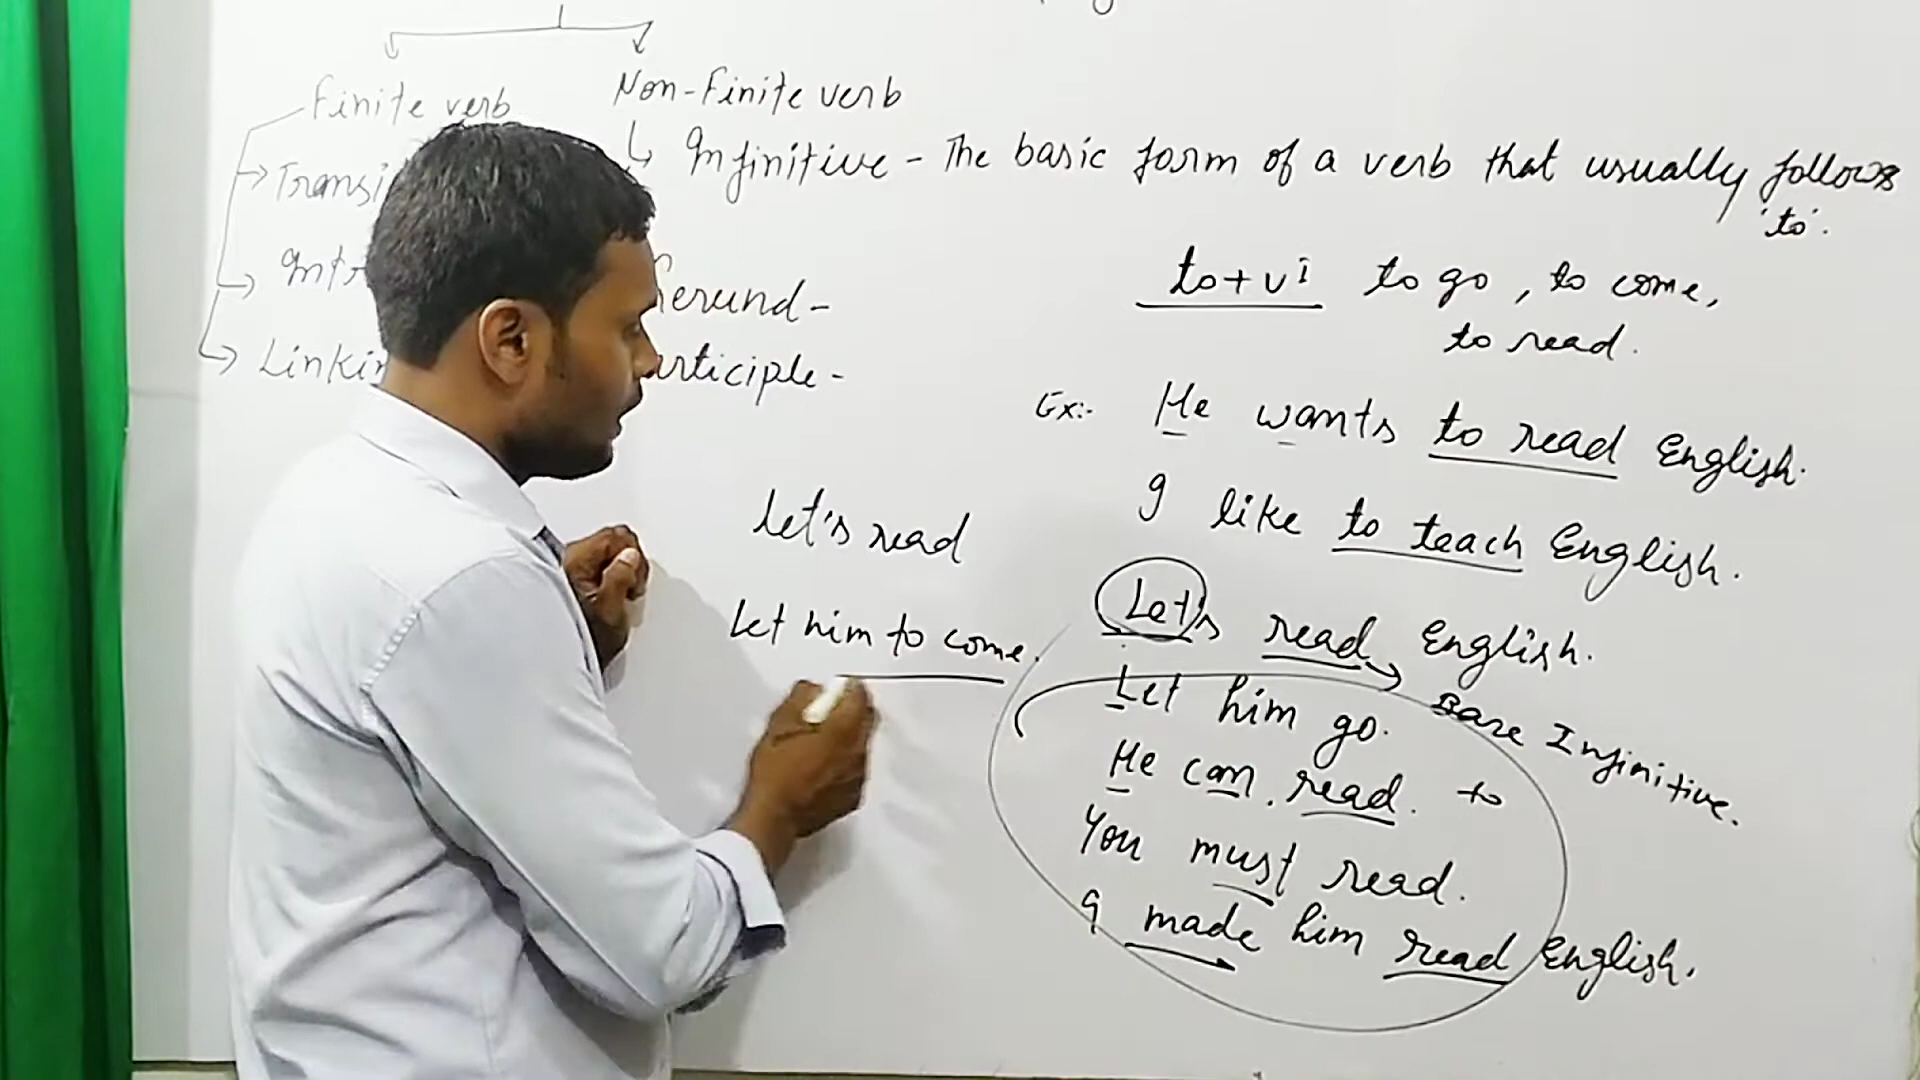 Finite verb
Non-Finite verb
Infinitive - The basic form of a verb that usually follows
'to'.
to+vi to go, to come,
to read.
Ex:- He wants to read English.
I like to teach English.
Let's read
Let's read English.
Let him to come.
Let him go.
Bare Infinitive.
He can read. to
You must read.
I made him read English.